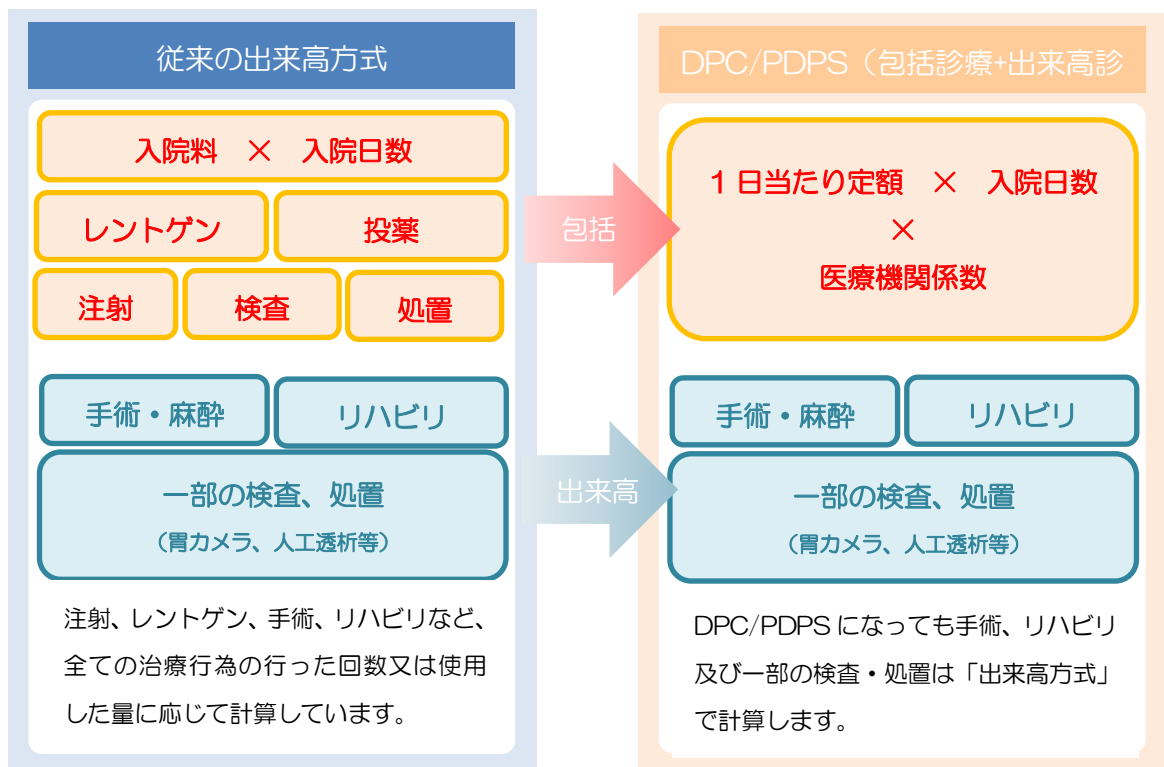 従来の出来高方式
入院料 × 入院日数
レントゲン
投薬
注射
検査
処置
手術・麻酔
リハビリ
一部の検査、処置
（胃カメラ、人工透析等）
注射、レントゲン、手術、リハビリなど、
全ての治療行為の行った回数又は使用
した量に応じて計算しています。
包括
出来高
DPC/PDPS（包括診療+出来高診
1日当たり定額 × 入院日数
×
医療機関係数
手術・麻酔
リハビリ
一部の検査、処置
（胃カメラ、人工透析等）
DPC/PDPS になっても手術、リハビリ
及び一部の検査・処置は「出来高方式」
で計算します。